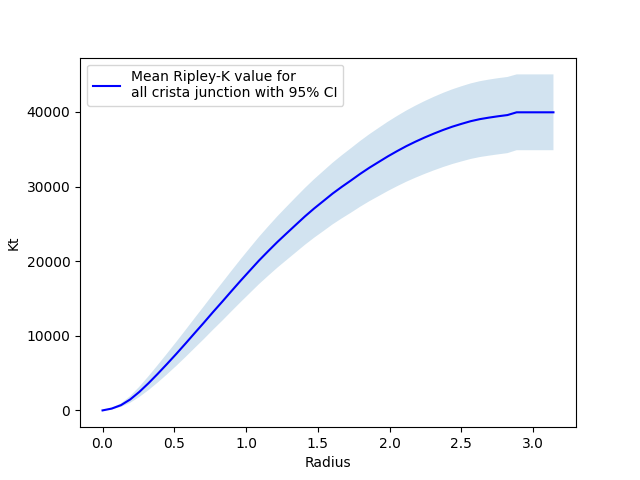 Mean Ripley-K value for
all crista junction with 95% CI
Kt
40000
30000
20000
10000
0
0.0 0.5 1.0 1.5 2.0 2.5 3.0
Radius